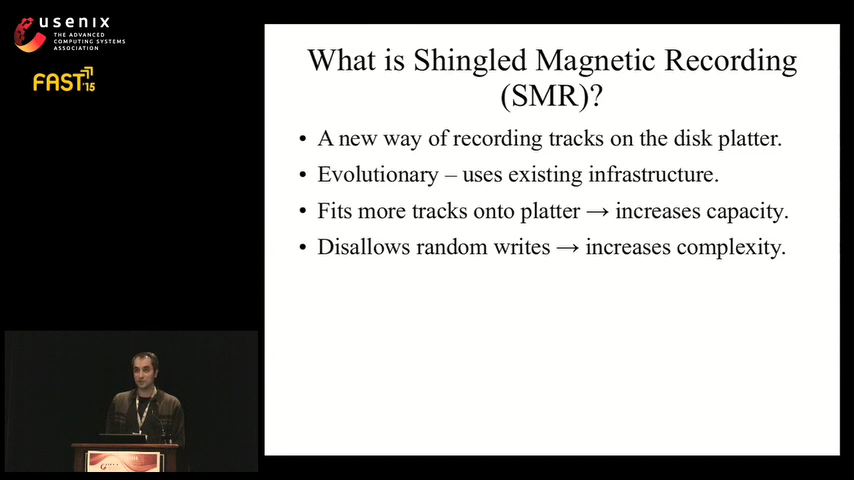 usenix
THE ADVANCED
COMPUTING SYSTEMS
ASSOCIATION
FAST '15
What is Shingled Magnetic Recording
(SMR)?
• A new way of recording tracks on the disk platter.
• Evolutionary – uses existing infrastructure.
• Fits more tracks onto platter → increases capacity.
• Disallows random writes → increases complexity.